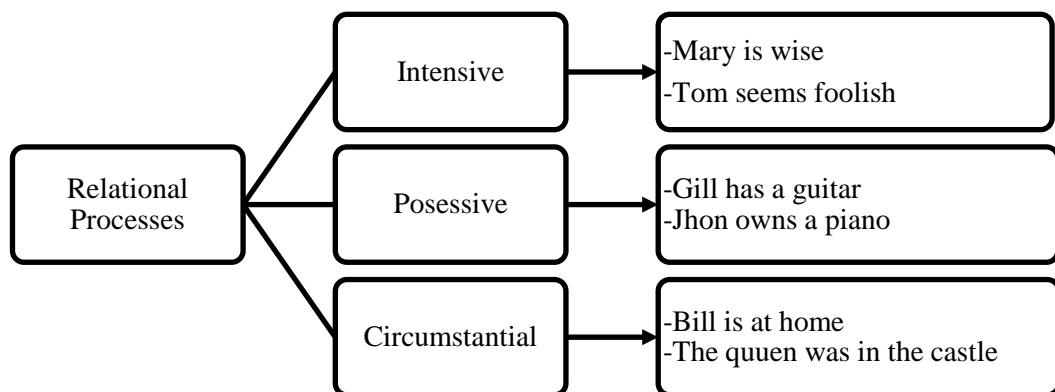 Relational
Processes
Intensive
-Mary is wise
-Tom seems foolish
Posessive
-Gill has a guitar
-Jhon owns a piano
Circumstantial
-Bill is at home
-The quuen was in the castle